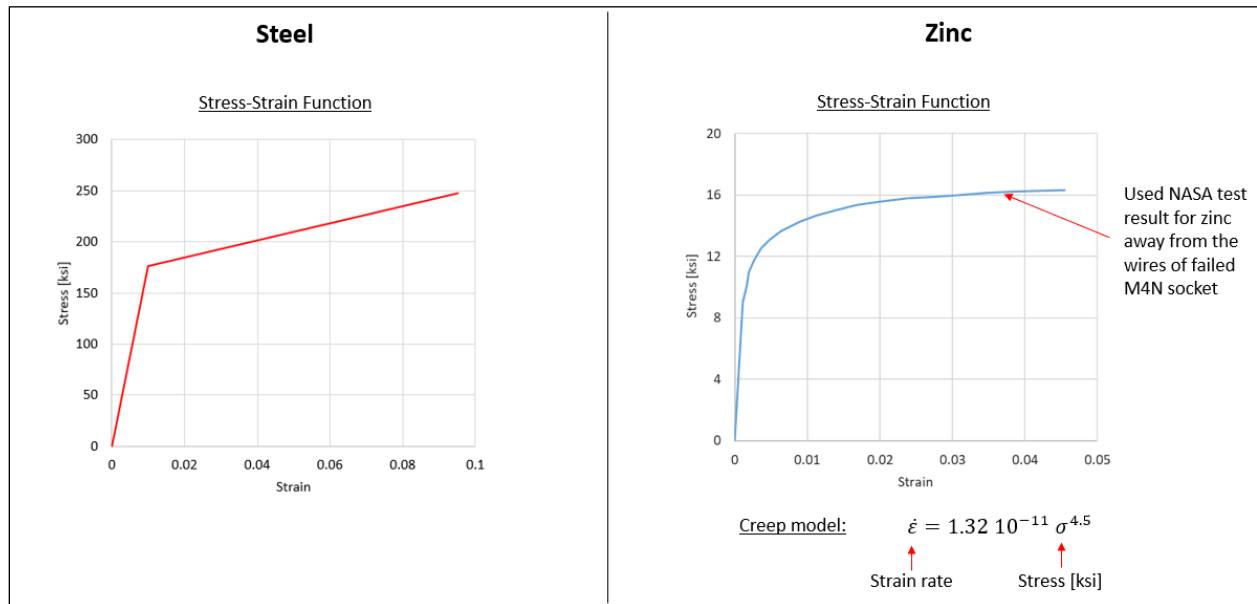 Steel
Stress-Strain Function
300
250
200
150
100
50
0
Stress [ksi]
0 0.02 0.04 0.06 0.08 0.1
Strain
Zinc
Stress-Strain Function
20
16
12
8
4
0
Stress [ksi]
0 0.01 0.02 0.03 0.04 0.05
Strain
Used NASA test
result for zinc
away from the
wires of failed
M4N socket
Creep model: ε̇ = 1.32 10⁻¹¹ σ⁴·⁵
Strain rate Stress [ksi]